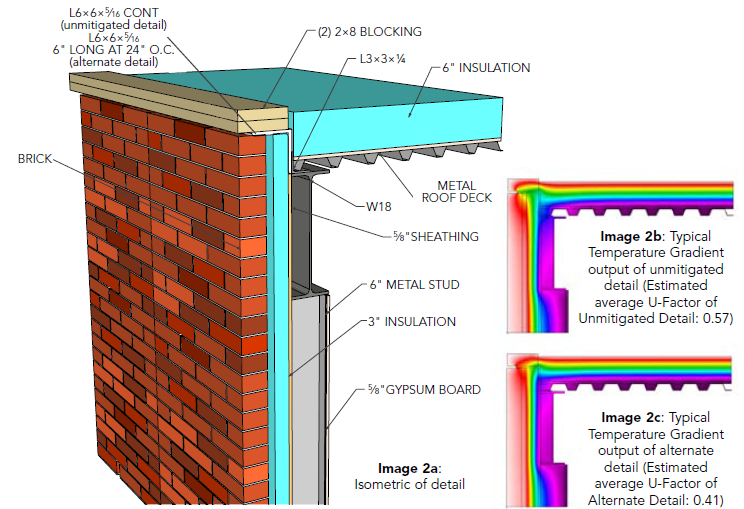 L6×6×5⁄16 CONT
(unmitigated detail)
L6×6×5⁄16
6" LONG AT 24" O.C.
(alternate detail)
(2) 2×8 BLOCKING
L3×3×¼
6" INSULATION
BRICK
METAL
ROOF DECK
W18
⅝"SHEATHING
6" METAL STUD
3" INSULATION
⅝"GYPSUM BOARD
Image 2a:
Isometric of detail
Image 2b: Typical
Temperature Gradient
output of unmitigated
detail (Estimated
average U-Factor of
Unmitigated Detail: 0.57)
Image 2c: Typical
Temperature Gradient
output of alternate
detail (Estimated
average U-Factor of
Alternate Detail: 0.41)